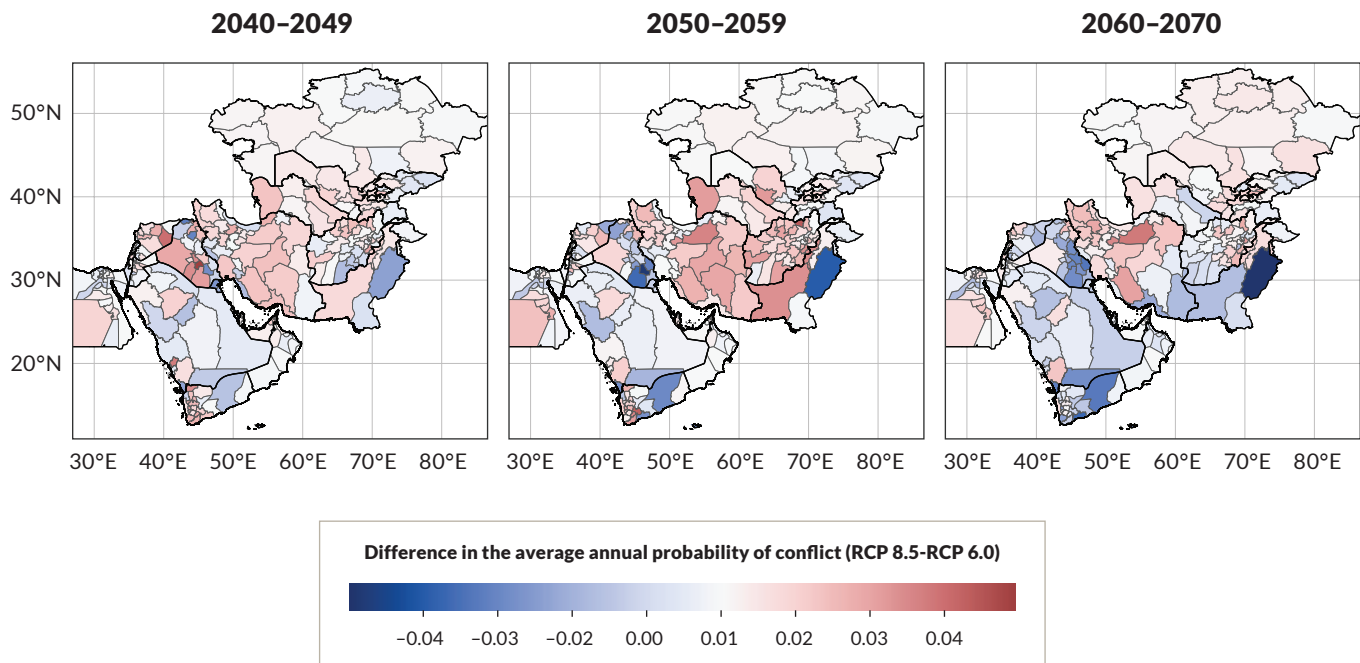 2040–2049 2050–2059 2060–2070
50°N
40°N
30°N
20°N
30°E 40°E 50°E 60°E 70°E 80°E 30°E 40°E 50°E 60°E 70°E 80°E 30°E 40°E 50°E 60°E 70°E 80°E
Difference in the average annual probability of conflict (RCP 8.5-RCP 6.0)
−0.04 −0.03 −0.02 0.00 0.01 0.02 0.03 0.04